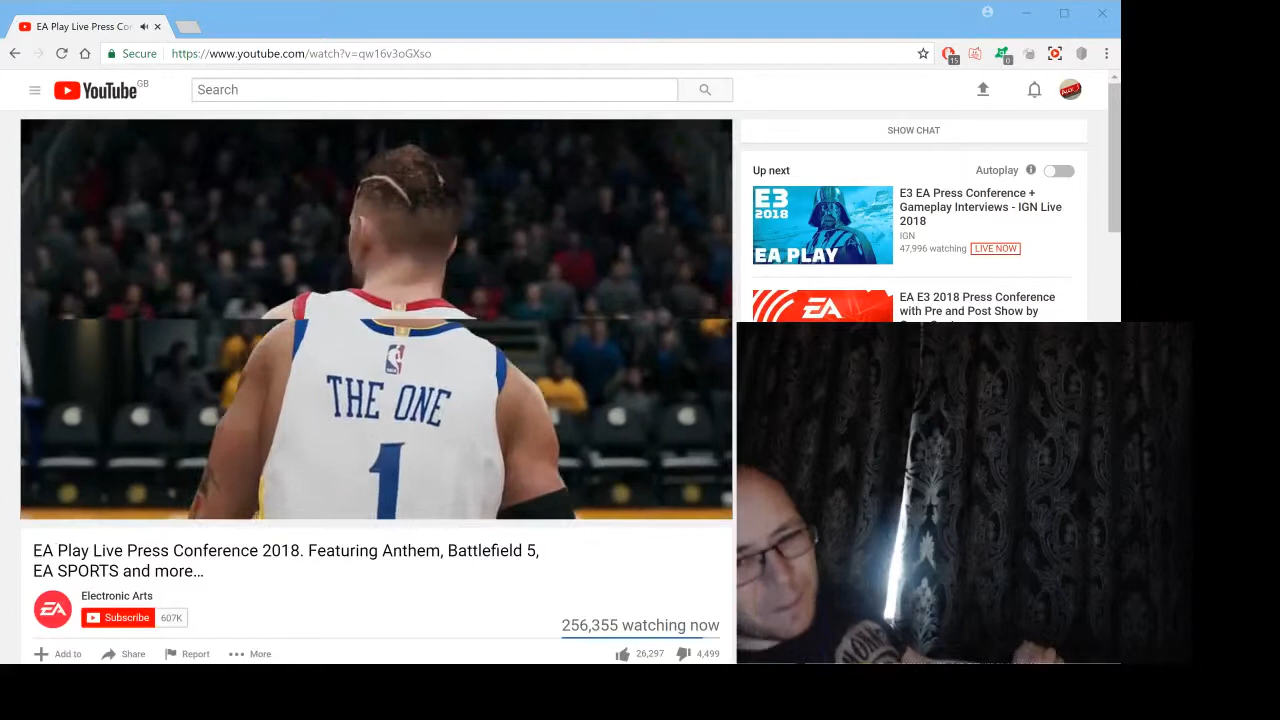 EA Play Live Press Cor
Secure
https://www.youtube.com/watch?v=qw16v3oGXso
15
0
YouTube GB
Search
SHOW CHAT
Up next
Autoplay
E3
2018
EA PLAY
E3 EA Press Conference +
Gameplay Interviews - IGN Live
2018
IGN
47,996 watching
LIVE NOW
EA
EA E3 2018 Press Conference
with Pre and Post Show by
THE ONE
1
EA Play Live Press Conference 2018. Featuring Anthem, Battlefield 5,
EA SPORTS and more...
EA
Electronic Arts
Subscribe 607K
256,355 watching now
Add to
Share
Report
More
26,297
4,499